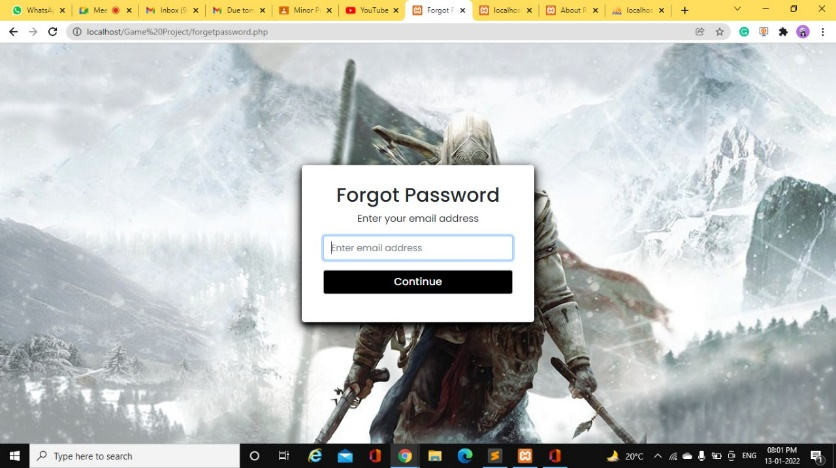 WhatsA
Mee
Inbox (9
Due tom
Minor P
YouTube
Forgot F
localhos
About R
localhos
localhost/Game%20Project/forgetpassword.php
Forgot Password
Enter your email address
Enter email address
Continue
Type here to search
20°C
ENG
08:01 PM
13-01-2022